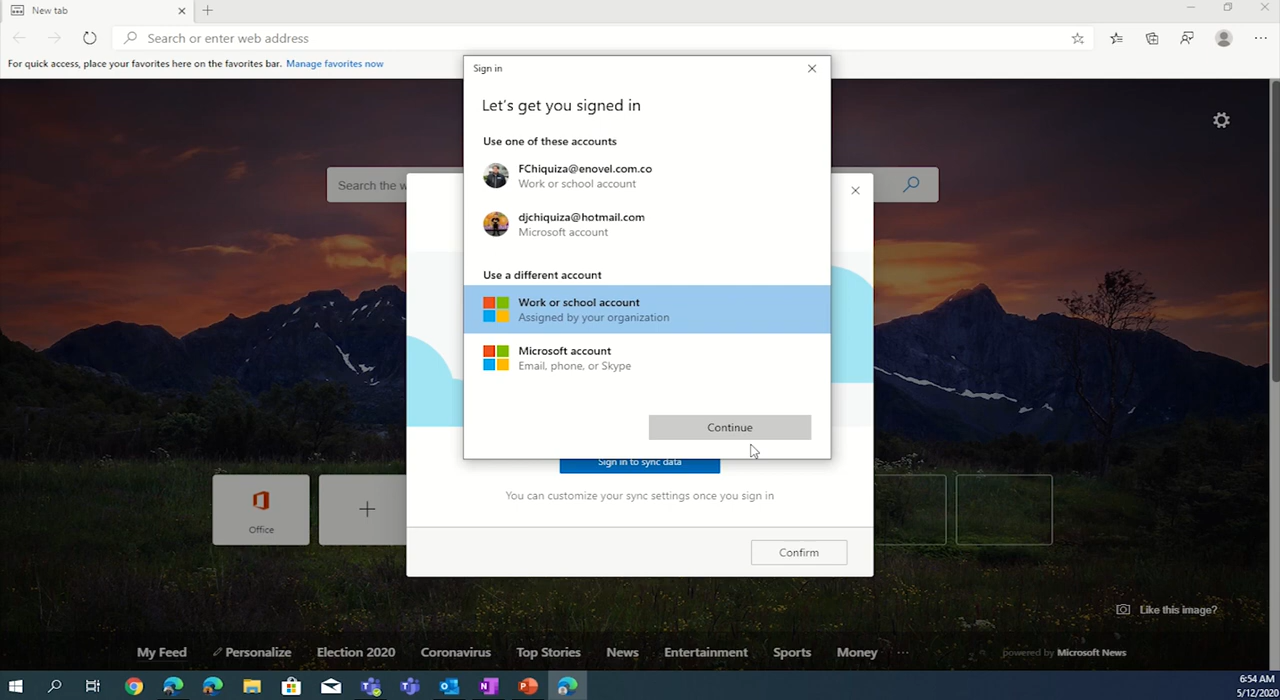 New tab
Search or enter web address
For quick access, place your favorites here on the favorites bar. Manage favorites now
Sign in
Let's get you signed in
Use one of these accounts
FChiquiza@enovel.com.co
Work or school account
Search the w
djchiquiza@hotmail.com
Microsoft account
Use a different account
Work or school account
Assigned by your organization
Microsoft account
Email, phone, or Skype
Continue
Sign in to sync data
You can customize your sync settings once you sign in
Office
Confirm
Like this image?
My Feed Personalize Election 2020 Coronavirus Top Stories News Entertainment Sports Money powered by Microsoft News
6:54 AM
5/12/2020